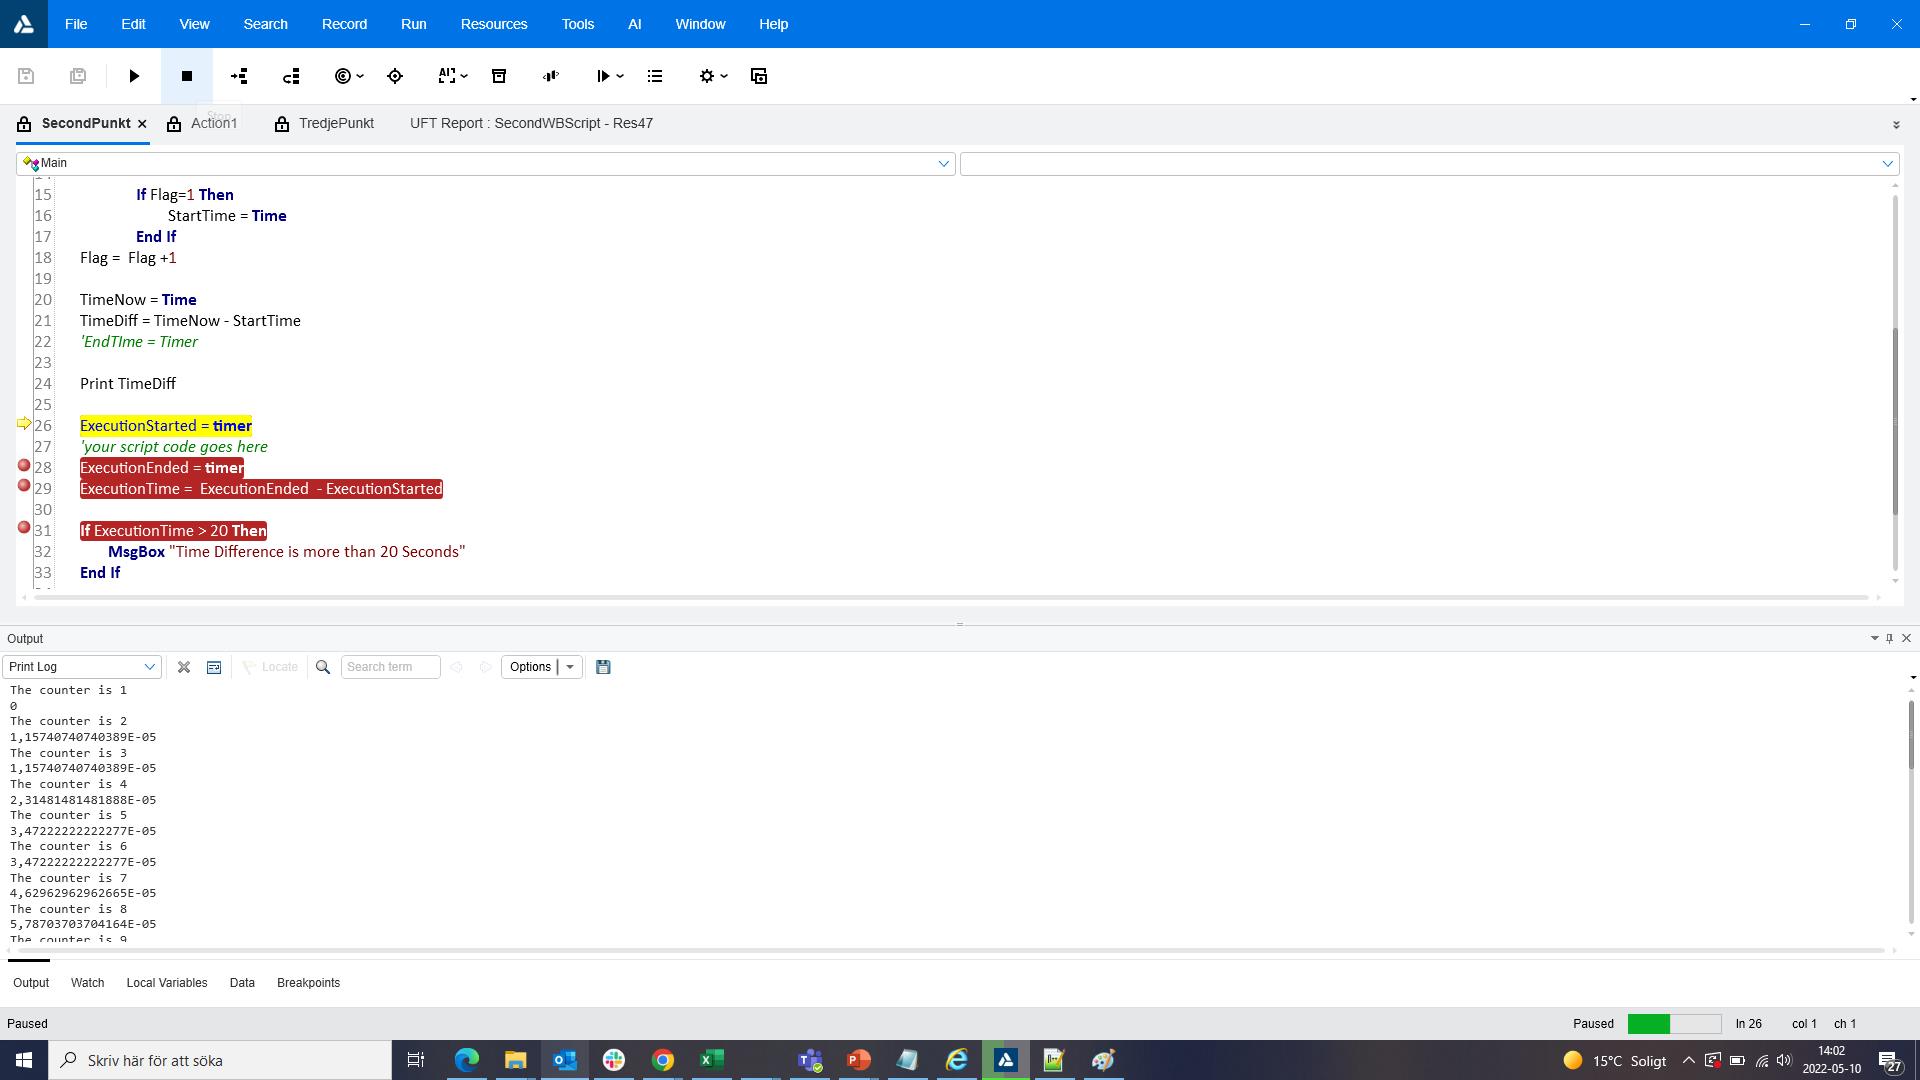 File Edit View Search Record Run Resources Tools AI Window Help
AI
Stop
SecondPunkt Action1 TredjePunkt UFT Report : SecondWBScript - Res47
Main
15 If Flag=1 Then
16 StartTime = Time
17 End If
18 Flag = Flag +1
19
20 TimeNow = Time
21 TimeDiff = TimeNow - StartTime
22 'EndTIme = Timer
23
24 Print TimeDiff
25
26 ExecutionStarted = timer
27 'your script code goes here
28 ExecutionEnded = timer
29 ExecutionTime = ExecutionEnded - ExecutionStarted
30
31 If ExecutionTime > 20 Then
32 MsgBox "Time Difference is more than 20 Seconds"
33 End If
Output
Print Log Locate Search term Options
The counter is 1
0
The counter is 2
1,15740740740389E-05
The counter is 3
1,15740740740389E-05
The counter is 4
2,31481481481888E-05
The counter is 5
3,47222222222277E-05
The counter is 6
3,47222222222277E-05
The counter is 7
4,62962962962665E-05
The counter is 8
5,78703703704164E-05
The counter is 9
Output Watch Local Variables Data Breakpoints
Paused Paused ln 26 col 1 ch 1
Skriv här för att söka 15°C Soligt 14:02
2022-05-10 27